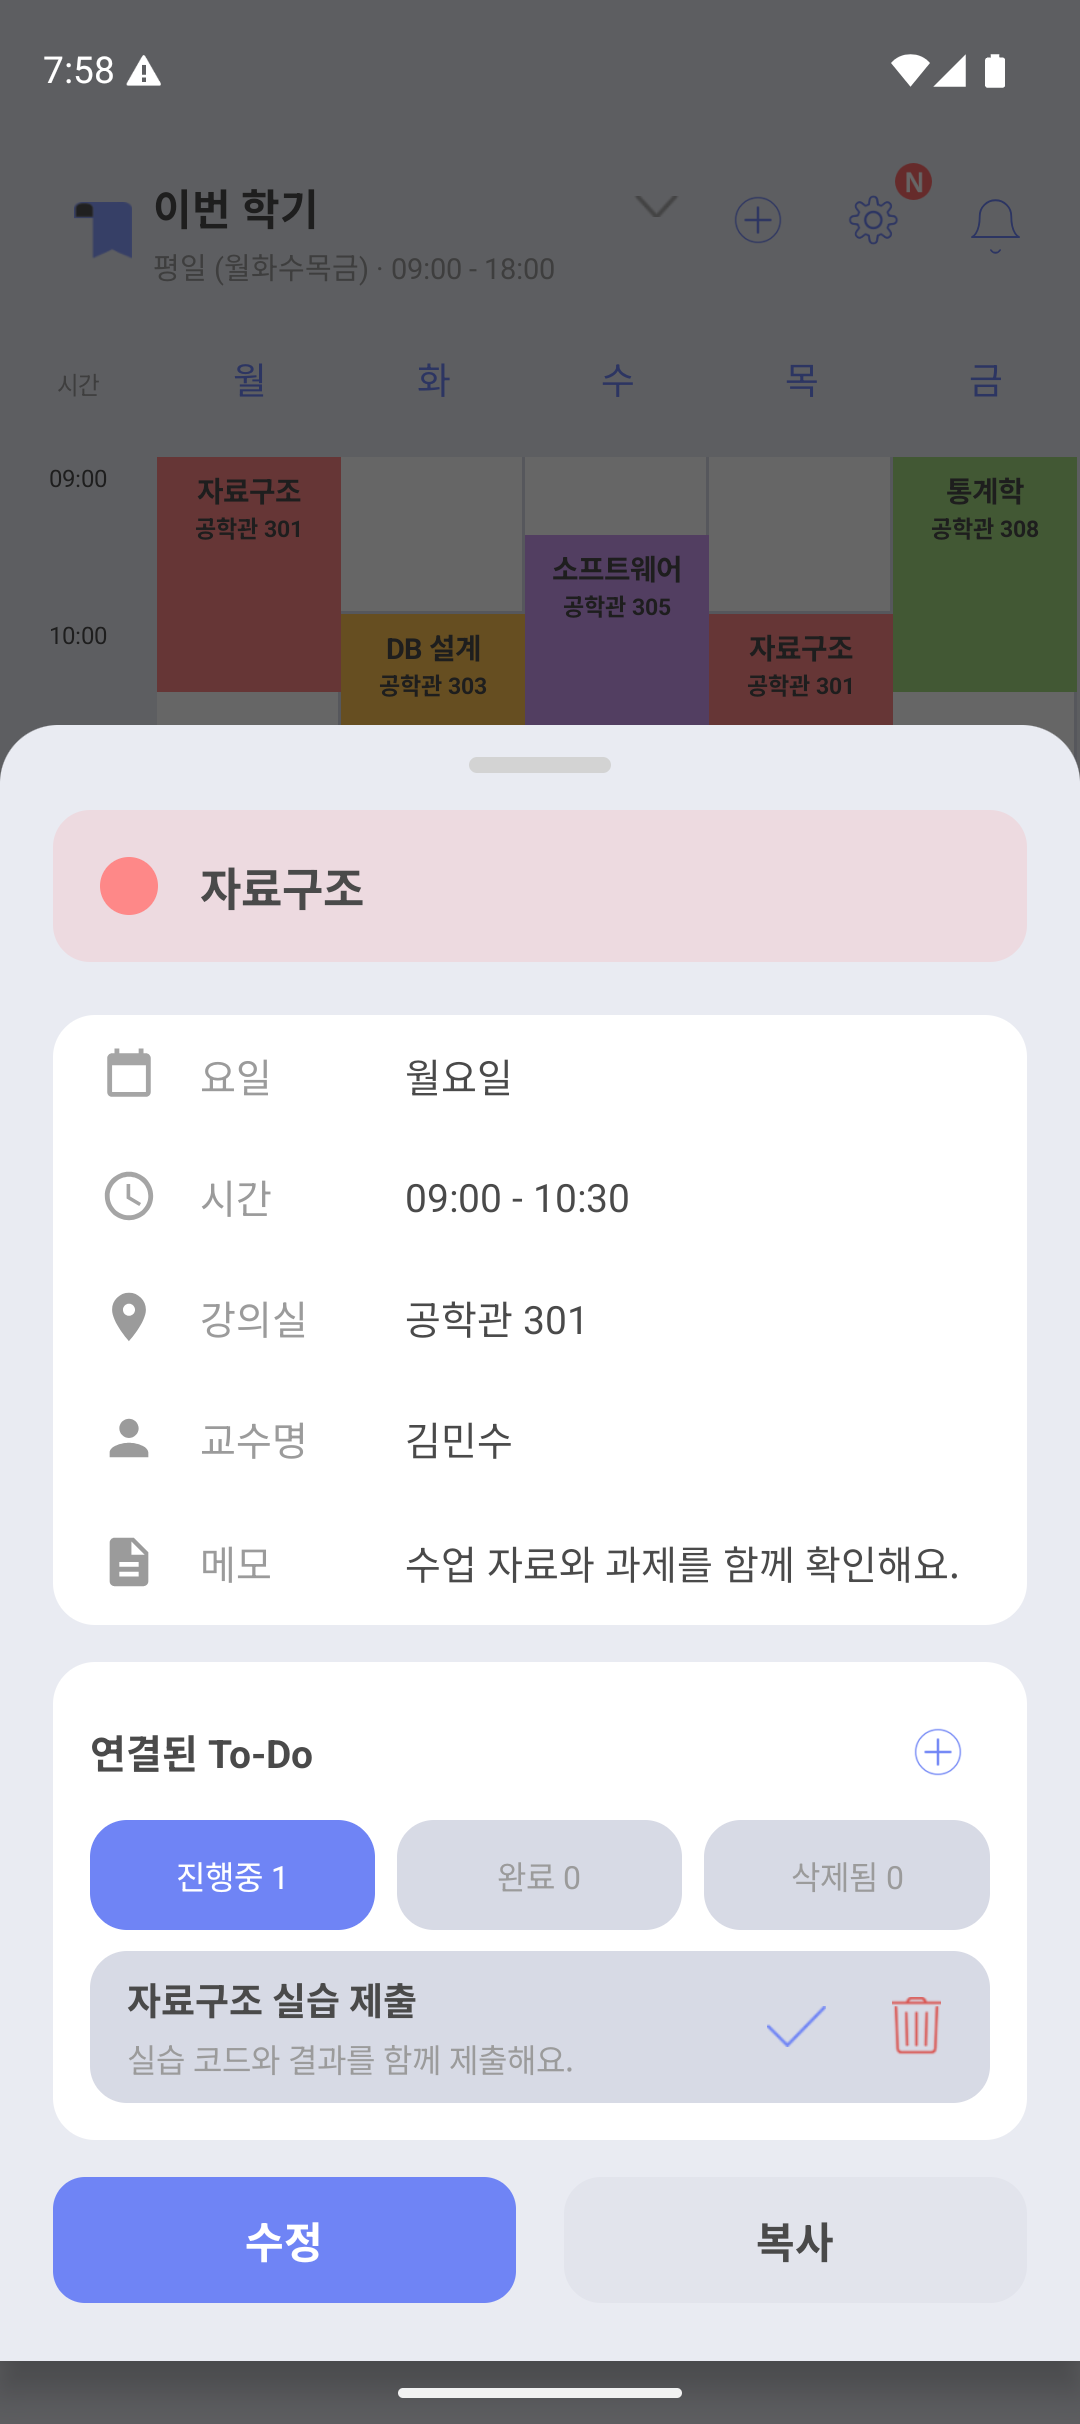 7:58
이번 학기
N
평일 (월화수목금) · 09:00 - 18:00
시간 월 화 수 목 금
09:00
자료구조
공학관 301
통계학
공학관 308
소프트웨어
공학관 305
10:00
DB 설계
공학관 303
자료구조
공학관 301
자료구조
요일 월요일
시간 09:00 - 10:30
강의실 공학관 301
교수명 김민수
메모 수업 자료와 과제를 함께 확인해요.
연결된 To-Do
진행중 1 완료 0 삭제됨 0
자료구조 실습 제출
실습 코드와 결과를 함께 제출해요.
수정 복사